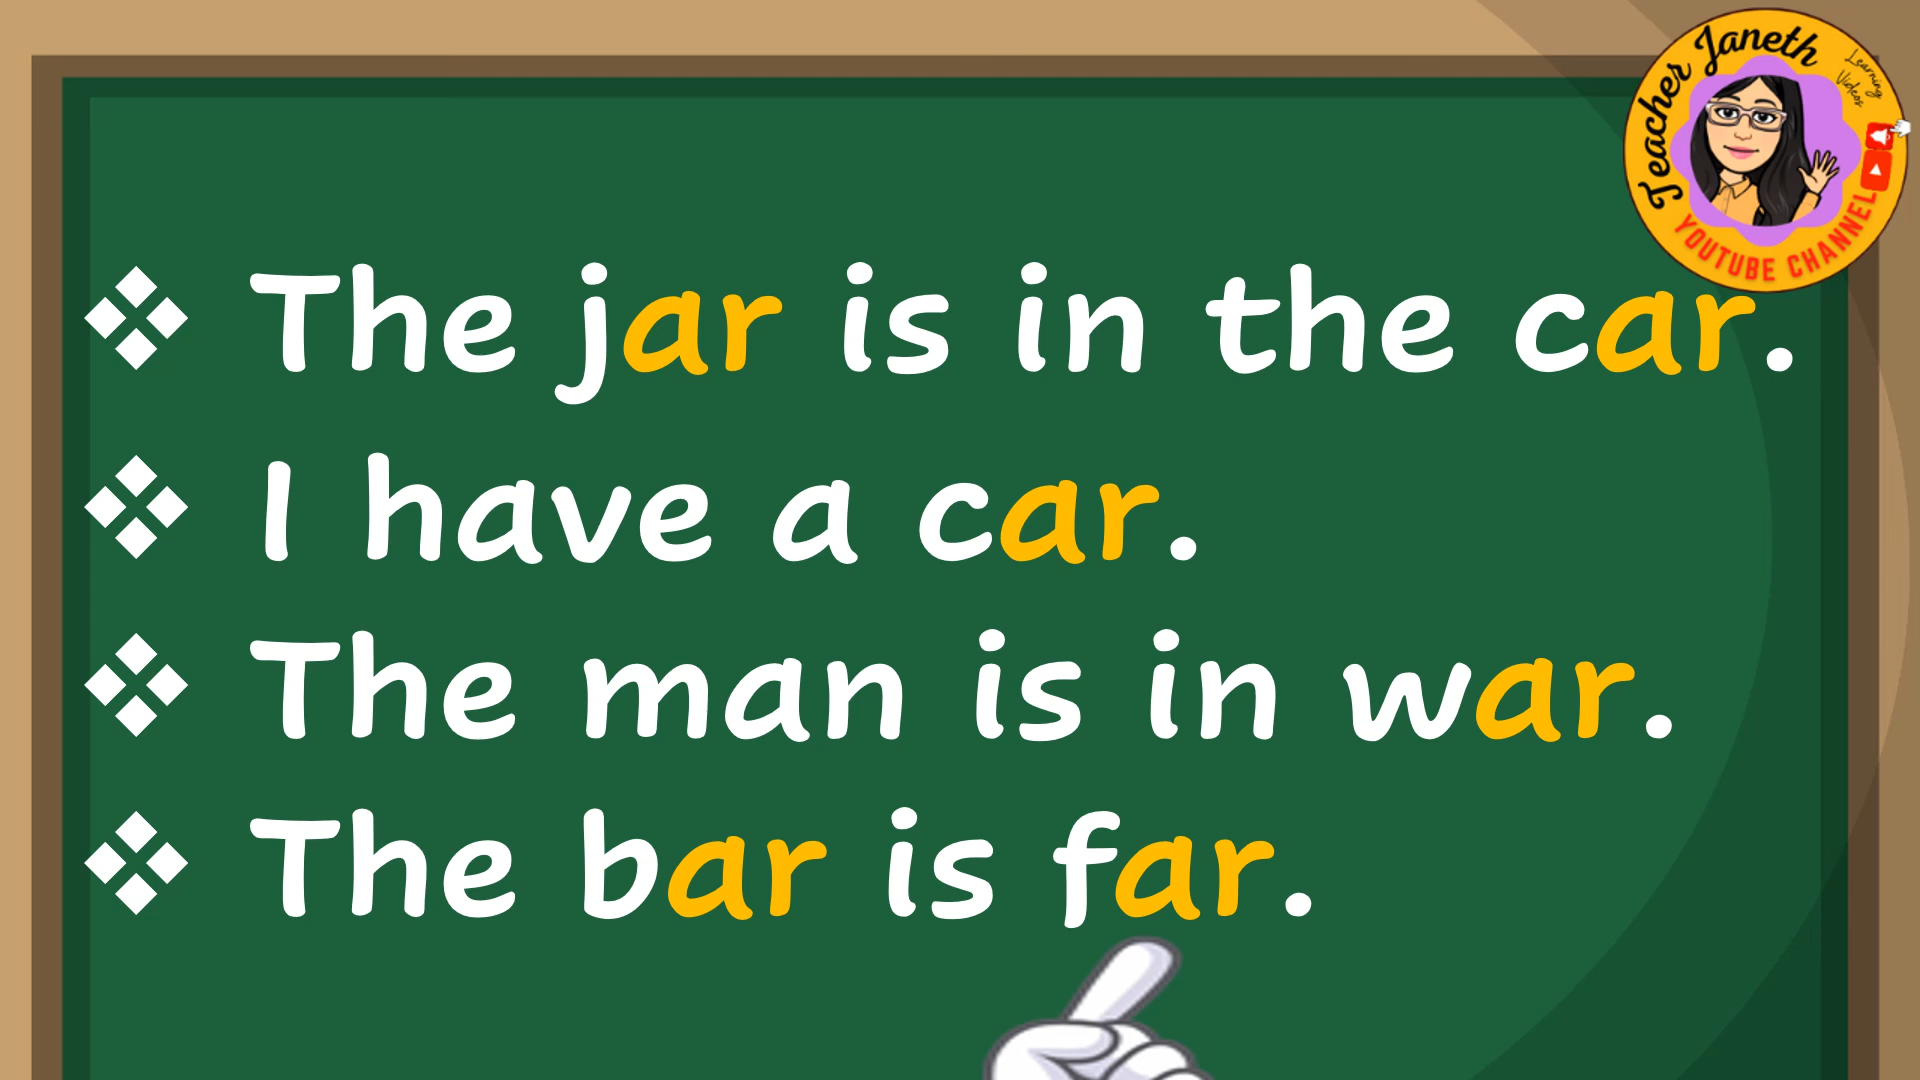 Teacher Janeth
Learning
Videos
YOUTUBE CHANNEL
❖ The jar is in the car.
❖ I have a car.
❖ The man is in war.
❖ The bar is far.